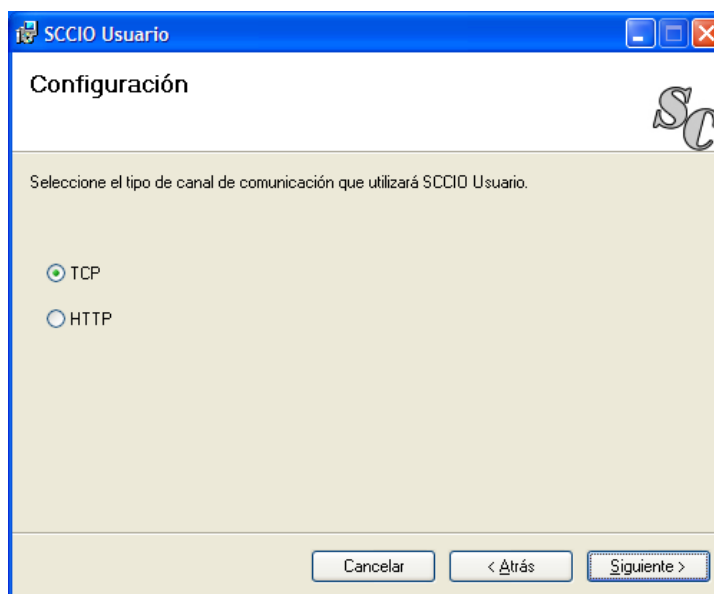 SCCIO Usuario
Configuración
SC
Seleccione el tipo de canal de comunicación que utilizará SCCIO Usuario.
TCP
HTTP
Cancelar
< Atrás
Siguiente >